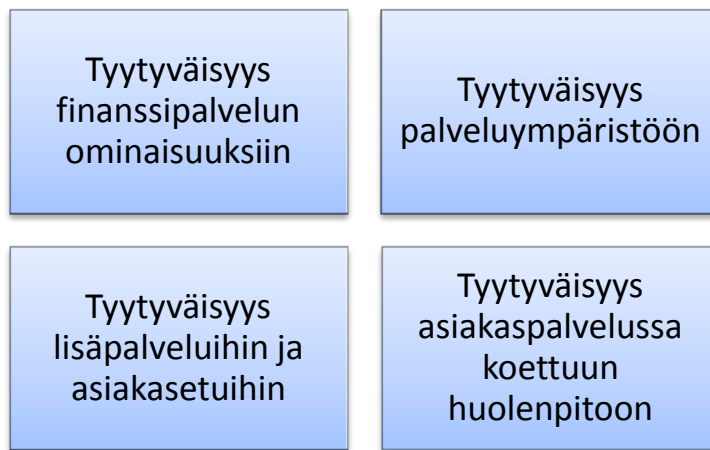 Tyytyväisyys
finanssipalvelun
ominaisuuksiin
Tyytyväisyys
palveluympäristöön
Tyytyväisyys
lisäpalveluihin ja
asiakasetuihin
Tyytyväisyys
asiakaspalvelussa
koettuun
huolenpitoon